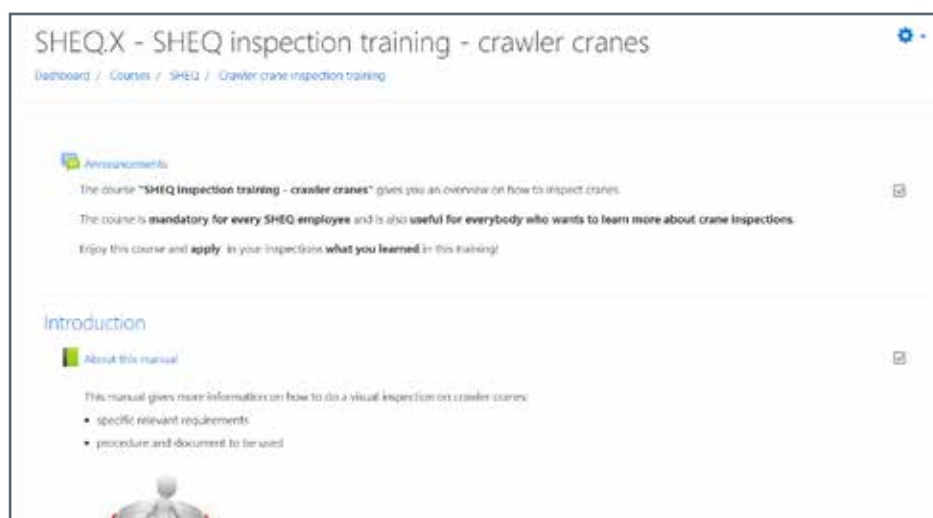 SHEQ.X - SHEQ inspection training - crawler cranes
Dashboard / Courses / SHEQ / Crawler crane inspection training
Announcements
The course "SHEQ inspection training - crawler cranes" gives you an overview on how to inspect cranes.
The course is mandatory for every SHEQ employee and is also useful for everybody who wants to learn more about crane inspections.
Enjoy this course and apply in your inspections what you learned in this training!
Introduction
About this manual
This manual gives more information on how to do a visual inspection on crawler cranes:
• specific relevant requirements
• procedure and document to be used